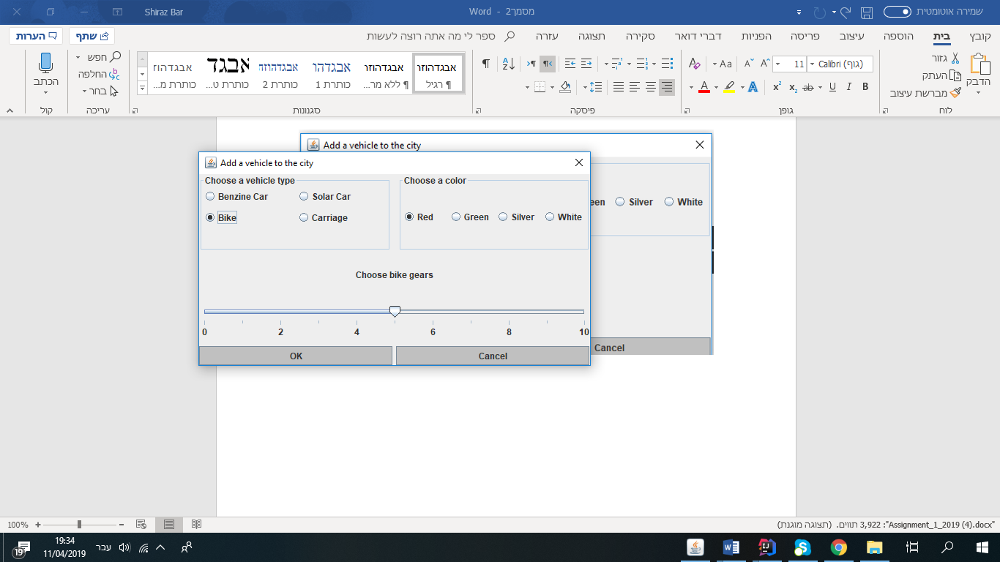 שמירה אוטומטית
מסמך2 - Word
Shiraz Bar
קובץ בית הוספה עיצוב פריסה הפניות דברי דואר סקירה תצוגה עזרה ספר לי מה אתה רוצה לעשות
שתף
הערות
הדבק
גזור
העתק
מברשת עיצוב
לוח
Calibri (גוף)
11
Aa
B I U ab x₂ x² A A
גופן
פיסקה
אבגדהוזר
¶ רגיל
אבגדהוזר
¶ ללא מר...
אבגדהו
כותרת 1
אבגדהוזח
כותרת 2
אבגד
כותרת ט...
אבגדהוז
כותרת מ...
סגנונות
חפש
החלפה
בחר
עריכה
הכתב
קול
Add a vehicle to the city
een Silver White
Cancel
Add a vehicle to the city
Choose a vehicle type
Benzine Car Solar Car
Bike Carriage
Choose a color
Red Green Silver White
Choose bike gears
0 2 4 6 8 10
OK Cancel
"Assignment_1_2019 (4).docx": 3,922 תווים. (תצוגה מוגנת)
100%
19:34
11/04/2019
עבר
19